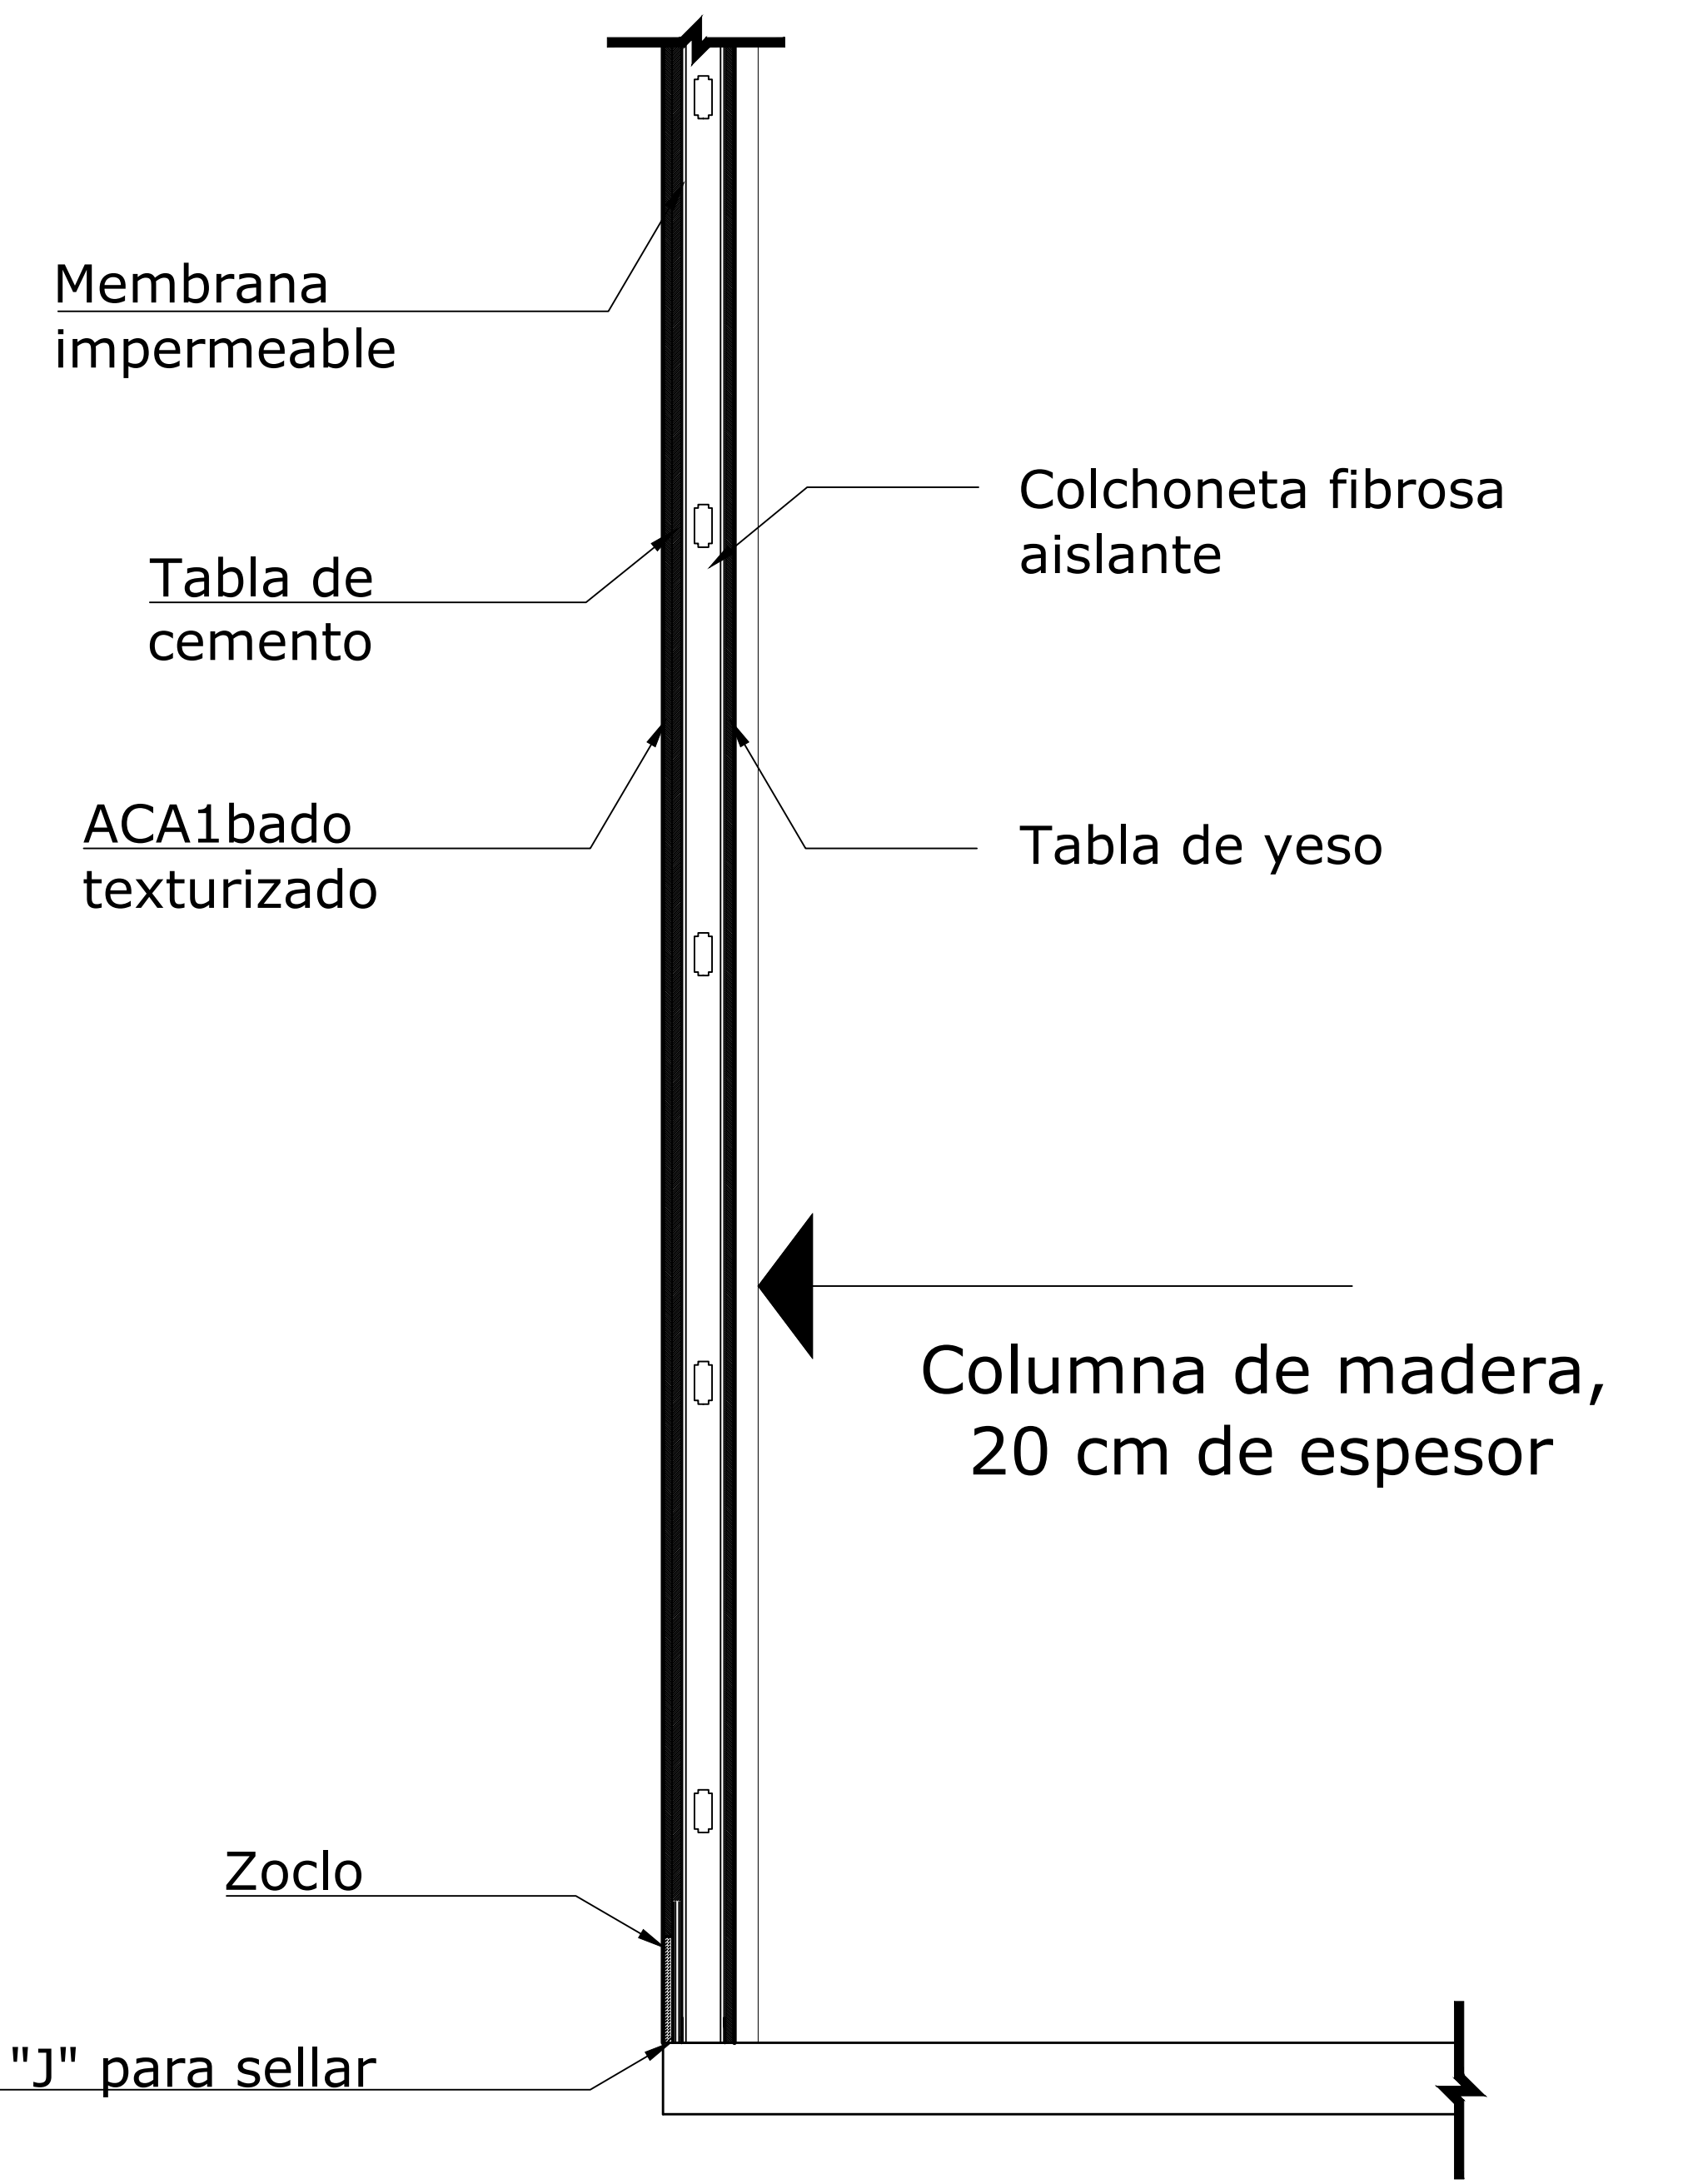 Membrana
impermeable
Colchoneta fibrosa
aislante
Tabla de
cemento
ACA1bado
texturizado
Tabla de yeso
Columna de madera,
20 cm de espesor
Zoclo
"J" para sellar